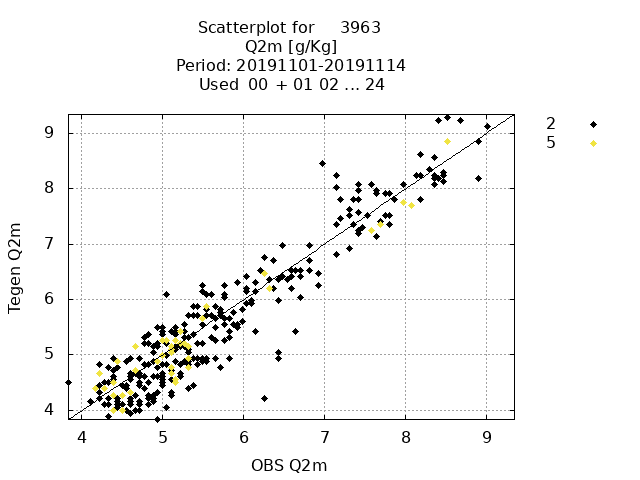 Scatterplot for 3963
Q2m [g/Kg]
Period: 20191101-20191114
Used 00 + 01 02 ... 24
2
5
9
8
7
6
5
4
Tegen Q2m
4 5 6 7 8 9
OBS Q2m